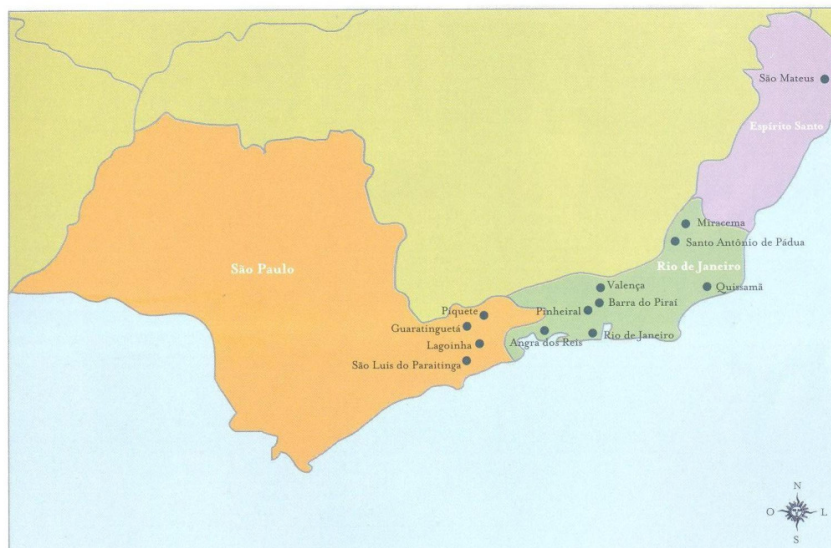 São Mateus
Espírito Santo
Miracema
Santo Antônio de Pádua
São Paulo
Rio de Janeiro
Valença
Quissamã
Barra do Piraí
Piquete
Pinheiral
Guaratinguetá
Angra dos Reis
Rio de Janeiro
Lagoinha
São Luis do Paraitinga
N
O
L
S